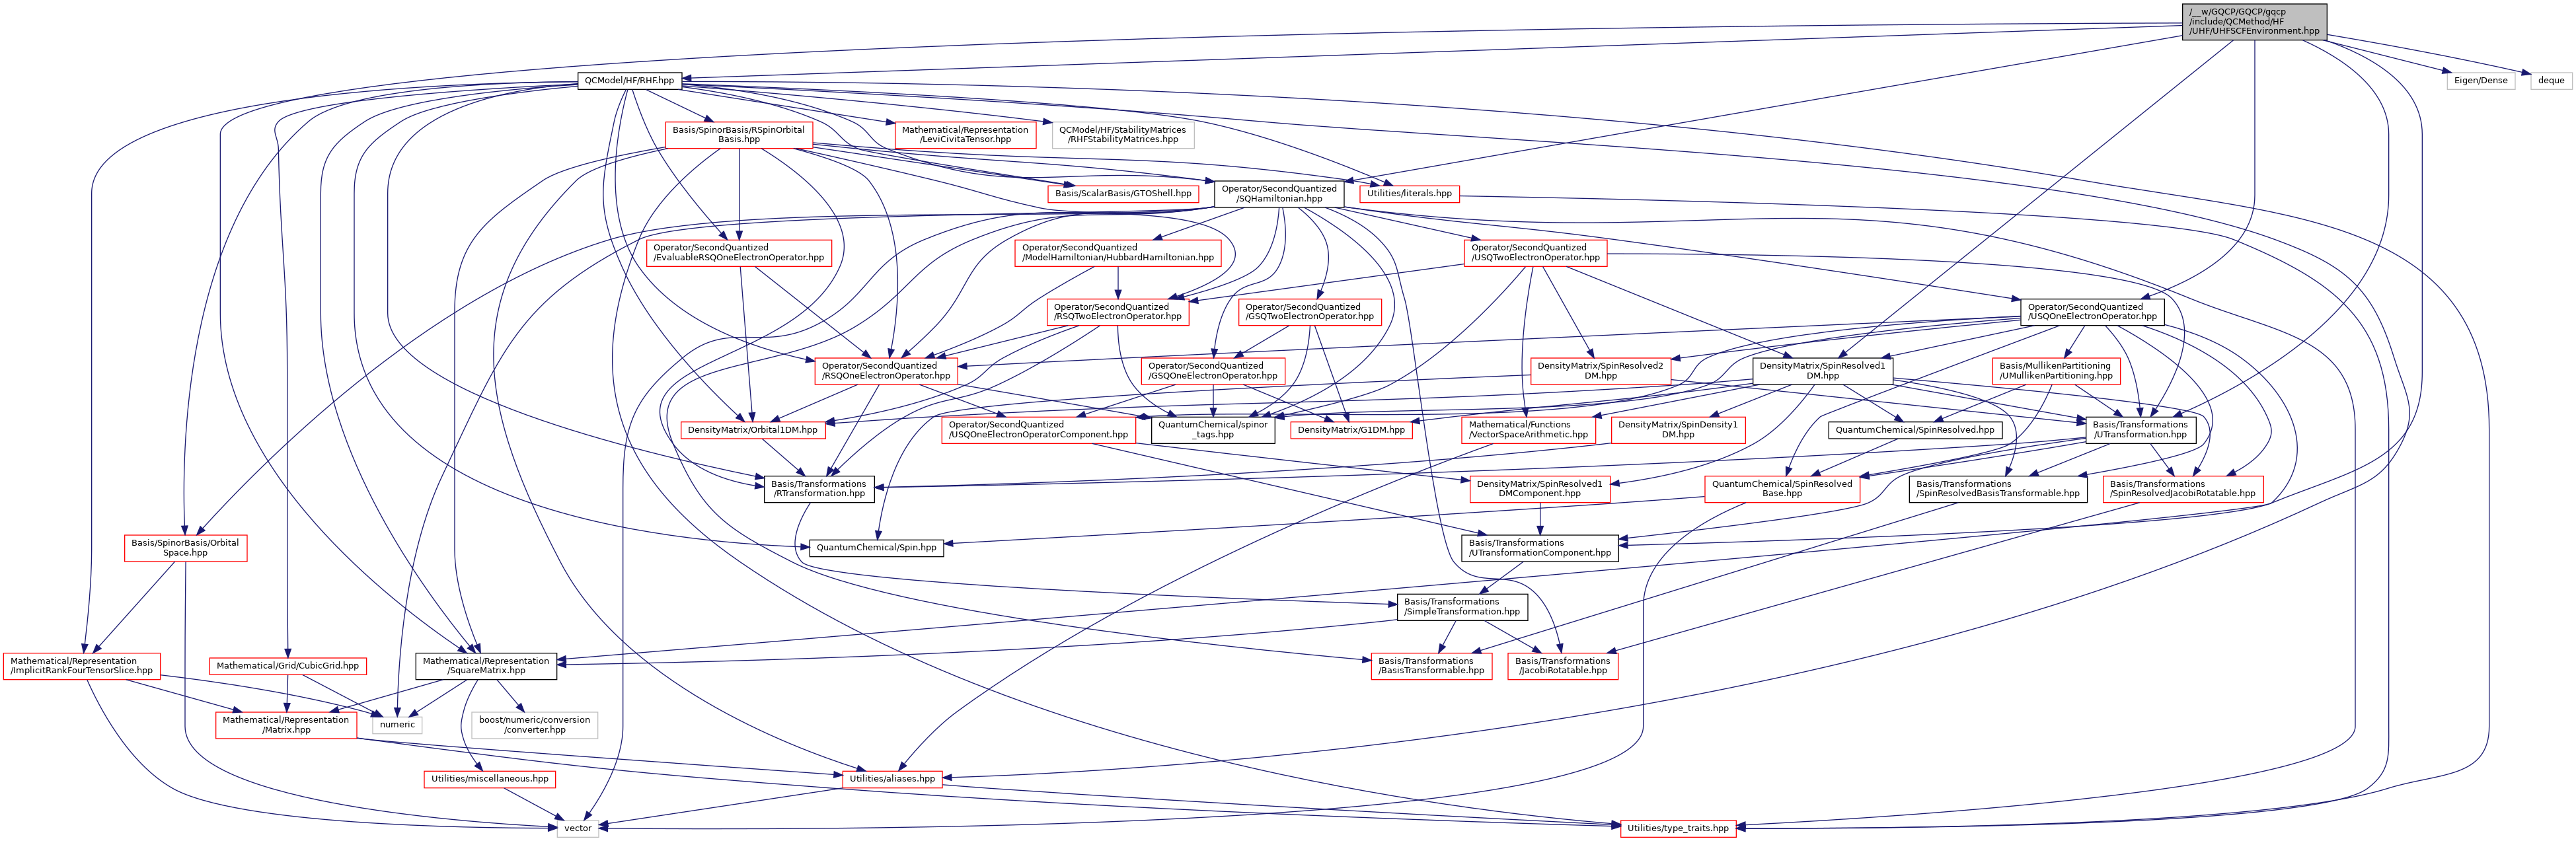 /__w/GQCP/GQCP/gqcp
/include/QCMethod/HF
/UHF/UHFSCFEnvironment.hpp
QCModel/HF/RHF.hpp
Eigen/Dense
deque
Basis/SpinorBasis/RSpinOrbital
Basis.hpp
Mathematical/Representation
/LeviCivitaTensor.hpp
QCModel/HF/StabilityMatrices
/RHFStabilityMatrices.hpp
Basis/ScalarBasis/GTOShell.hpp
Operator/SecondQuantized
/SQHamiltonian.hpp
Utilities/literals.hpp
Operator/SecondQuantized
/EvaluableRSQOneElectronOperator.hpp
Operator/SecondQuantized
/ModelHamiltonian/HubbardHamiltonian.hpp
Operator/SecondQuantized
/USQTwoElectronOperator.hpp
Operator/SecondQuantized
/RSQTwoElectronOperator.hpp
Operator/SecondQuantized
/GSQTwoElectronOperator.hpp
Operator/SecondQuantized
/USQOneElectronOperator.hpp
Operator/SecondQuantized
/RSQOneElectronOperator.hpp
Operator/SecondQuantized
/GSQOneElectronOperator.hpp
DensityMatrix/SpinResolved2
DM.hpp
DensityMatrix/SpinResolved1
DM.hpp
Basis/MullikenPartitioning
/UMullikenPartitioning.hpp
DensityMatrix/Orbital1DM.hpp
Operator/SecondQuantized
/USQOneElectronOperatorComponent.hpp
QuantumChemical/spinor
_tags.hpp
DensityMatrix/G1DM.hpp
Mathematical/Functions
/VectorSpaceArithmetic.hpp
DensityMatrix/SpinDensity1
DM.hpp
QuantumChemical/SpinResolved.hpp
Basis/Transformations
/UTransformation.hpp
Basis/Transformations
/RTransformation.hpp
DensityMatrix/SpinResolved1
DMComponent.hpp
QuantumChemical/SpinResolved
Base.hpp
Basis/Transformations
/SpinResolvedBasisTransformable.hpp
Basis/Transformations
/SpinResolvedJacobiRotatable.hpp
Basis/SpinorBasis/Orbital
Space.hpp
QuantumChemical/Spin.hpp
Basis/Transformations
/UTransformationComponent.hpp
Basis/Transformations
/SimpleTransformation.hpp
Mathematical/Representation
/ImplicitRankFourTensorSlice.hpp
Mathematical/Grid/CubicGrid.hpp
Mathematical/Representation
/SquareMatrix.hpp
Basis/Transformations
/BasisTransformable.hpp
Basis/Transformations
/JacobiRotatable.hpp
Mathematical/Representation
/Matrix.hpp
numeric
boost/numeric/conversion
/converter.hpp
Utilities/miscellaneous.hpp
Utilities/aliases.hpp
vector
Utilities/type_traits.hpp